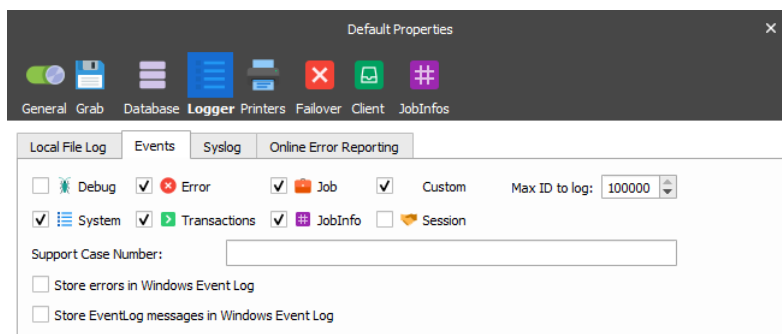 Default Properties
General Grab Database Logger Printers Failover Client JobInfos
Local File Log Events Syslog Online Error Reporting
Debug Error Job Custom Max ID to log: 100000
System Transactions JobInfo Session
Support Case Number:
Store errors in Windows Event Log
Store EventLog messages in Windows Event Log